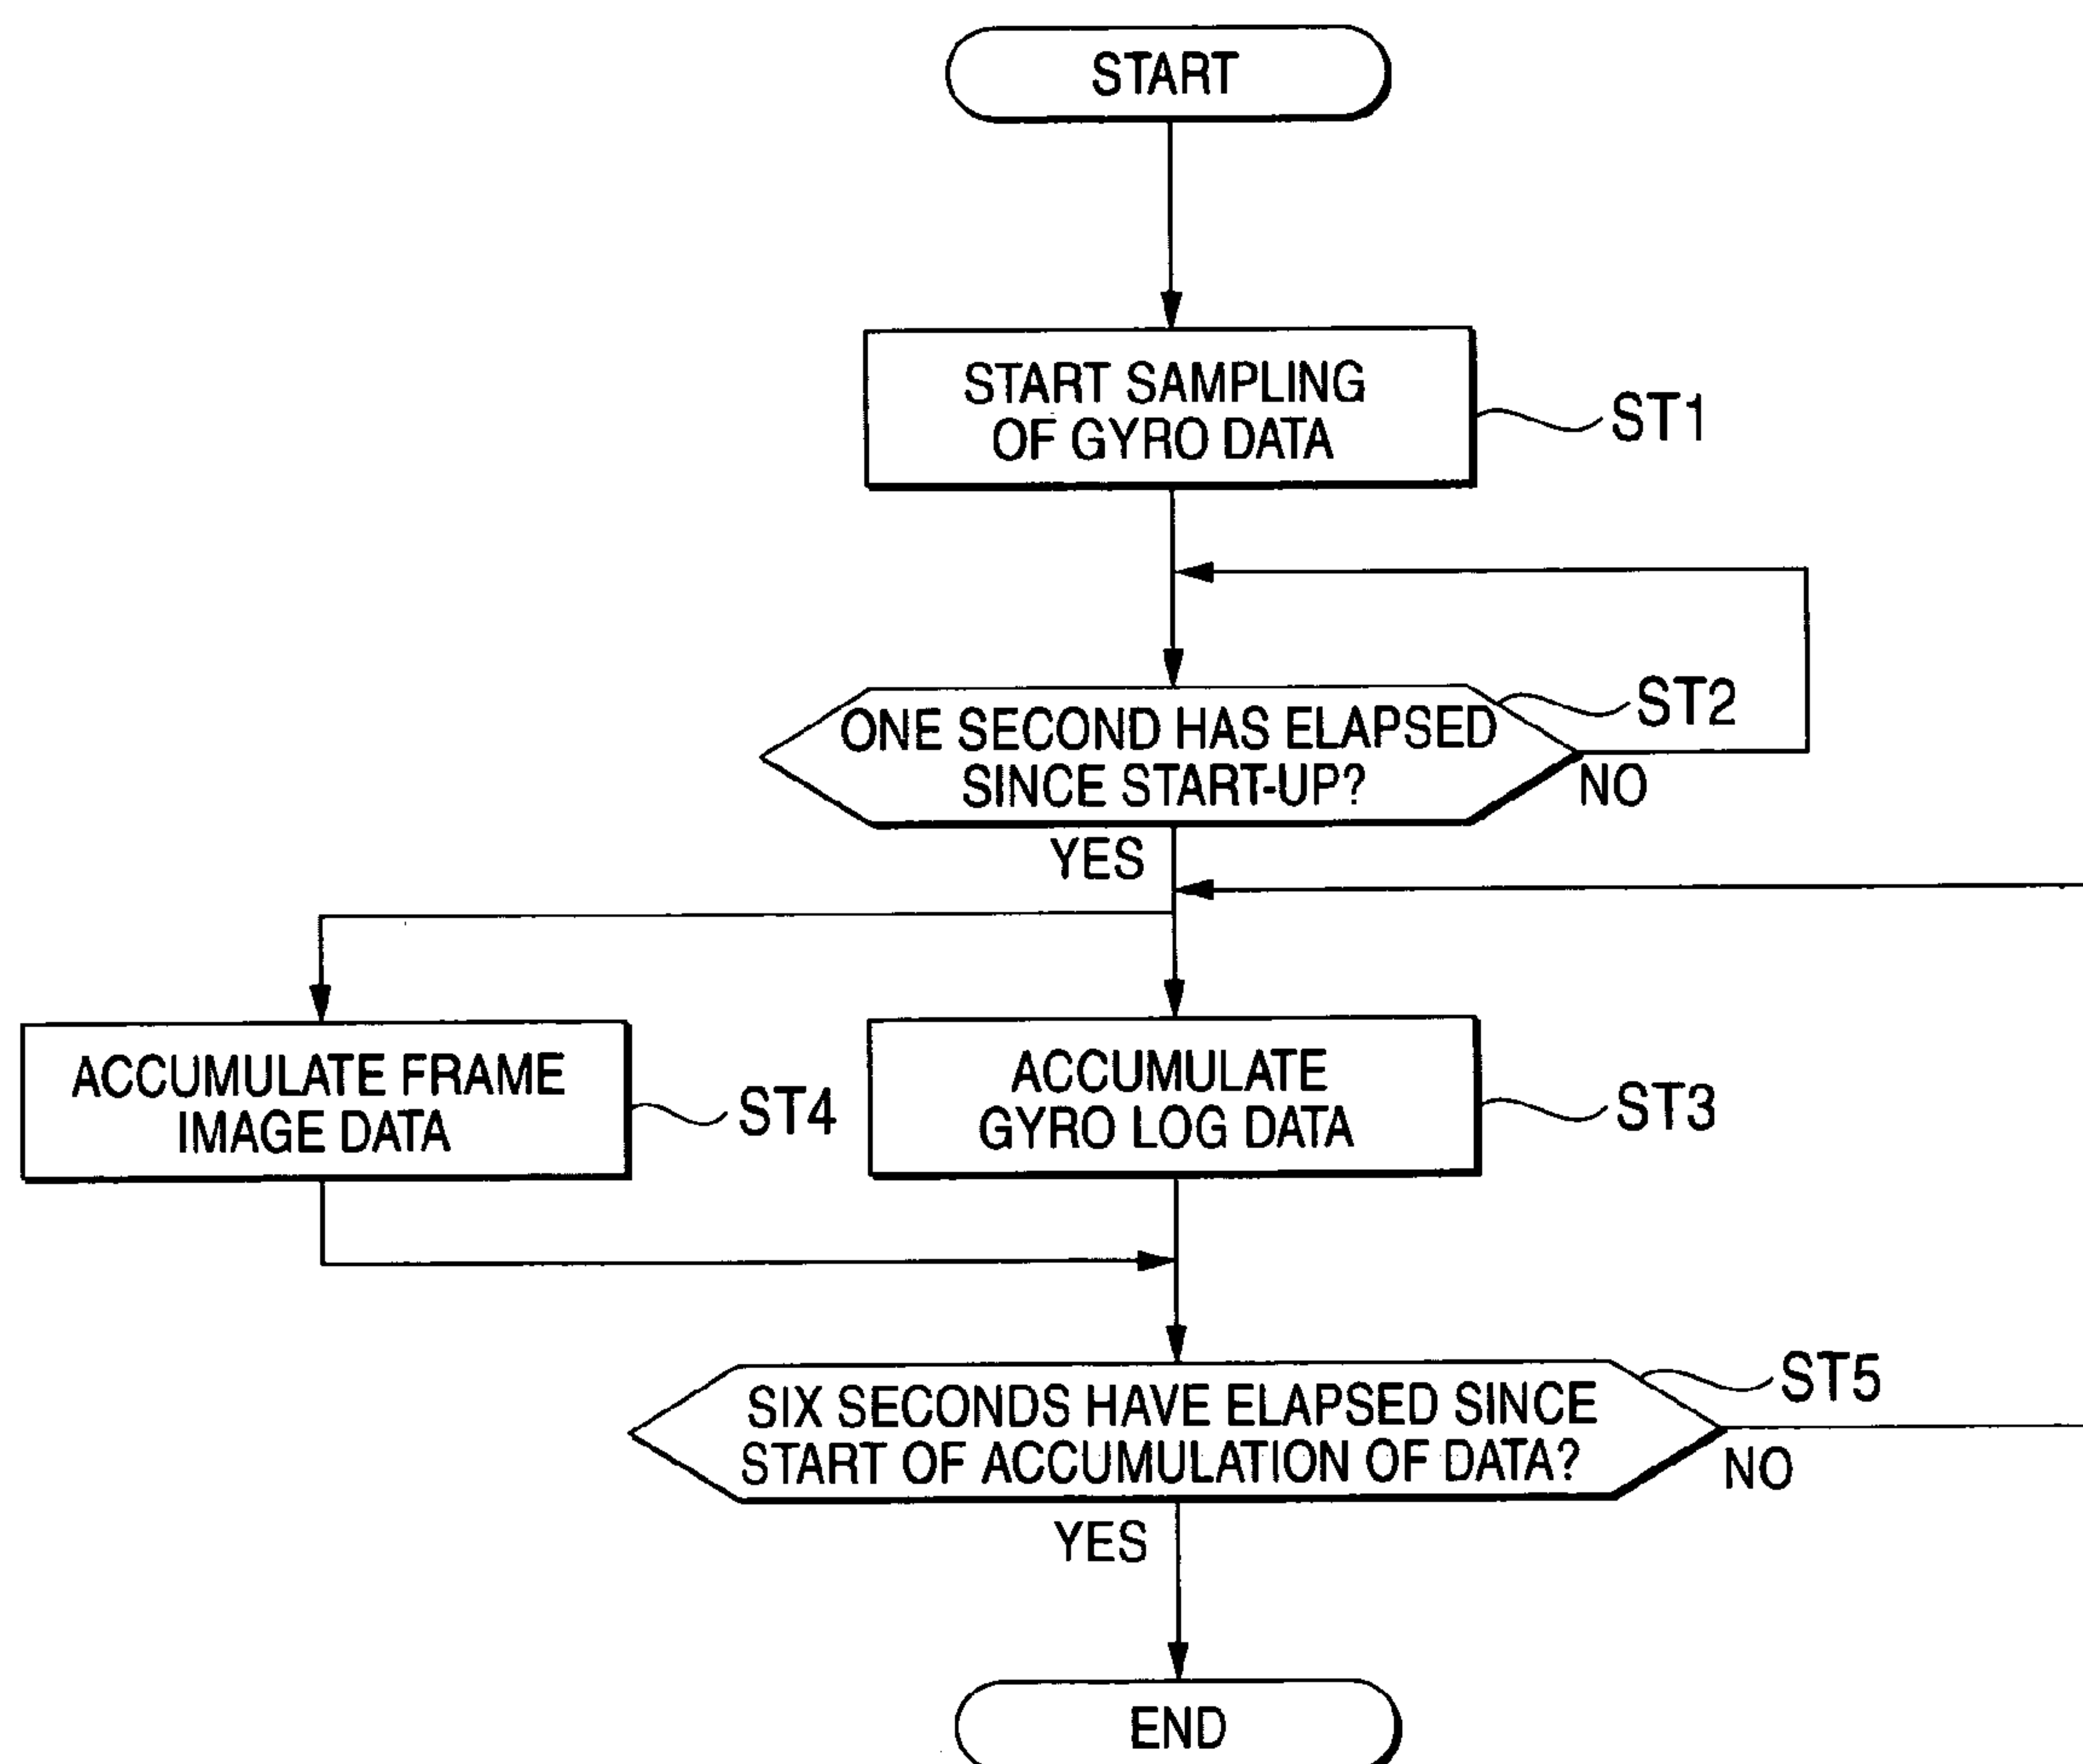 START
START SAMPLING
OF GYRO DATA
ST1
ONE SECOND HAS ELAPSED
SINCE START-UP?
ST2
NO
YES
ACCUMULATE FRAME
IMAGE DATA
ST4
ACCUMULATE
GYRO LOG DATA
ST3
SIX SECONDS HAVE ELAPSED SINCE
START OF ACCUMULATION OF DATA?
ST5
NO
YES
END